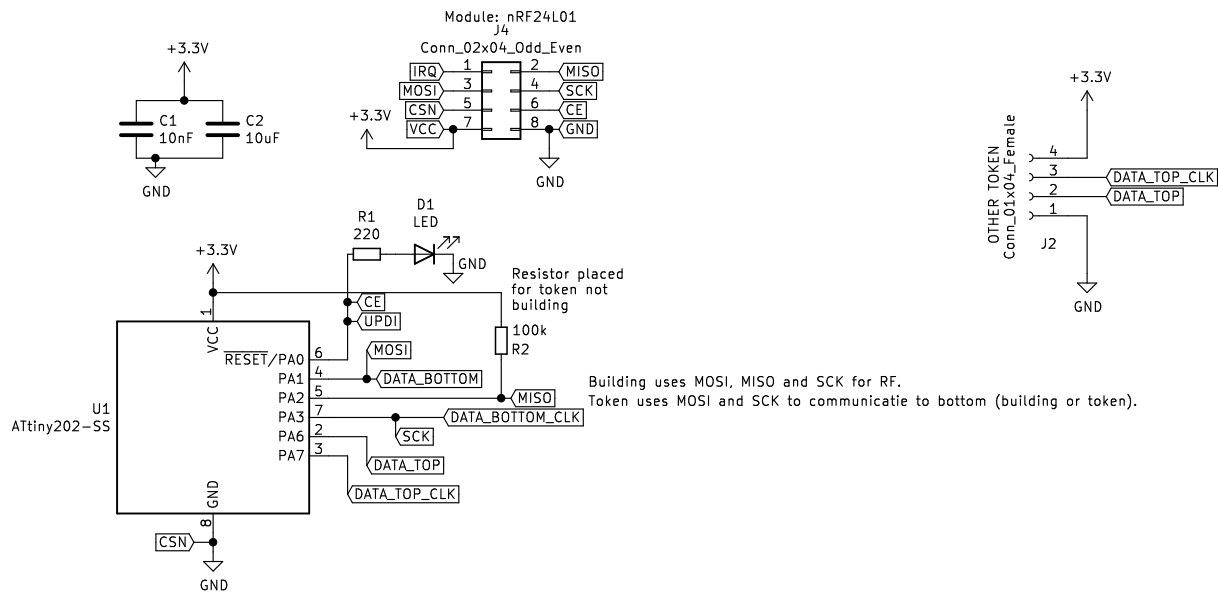 Module: nRF24L01
J4
Conn_02x04_Odd_Even
IRQ 1 2 MISO
MOSI 3 4 SCK
CSN 5 6 CE
VCC 7 8 GND
+3.3V
GND
+3.3V
C1
10nF
C2
10uF
GND
+3.3V
OTHER TOKEN
Conn_01x04_Female
4
3 DATA_TOP_CLK
2 DATA_TOP
1
J2
GND
R1
220
D1
LED
GND
+3.3V
Resistor placed
for token not
building
CE
UPDI
100k
R2
1
VCC
RESET/PA0 6
MOSI
PA1 4 DATA_BOTTOM
PA2 5 MISO
PA3 7 DATA_BOTTOM_CLK
SCK
PA6 2
DATA_TOP
PA7 3
DATA_TOP_CLK
U1
ATtiny202-SS
GND
8
CSN
GND
Building uses MOSI, MISO and SCK for RF.
Token uses MOSI and SCK to communicatie to bottom (building or token).